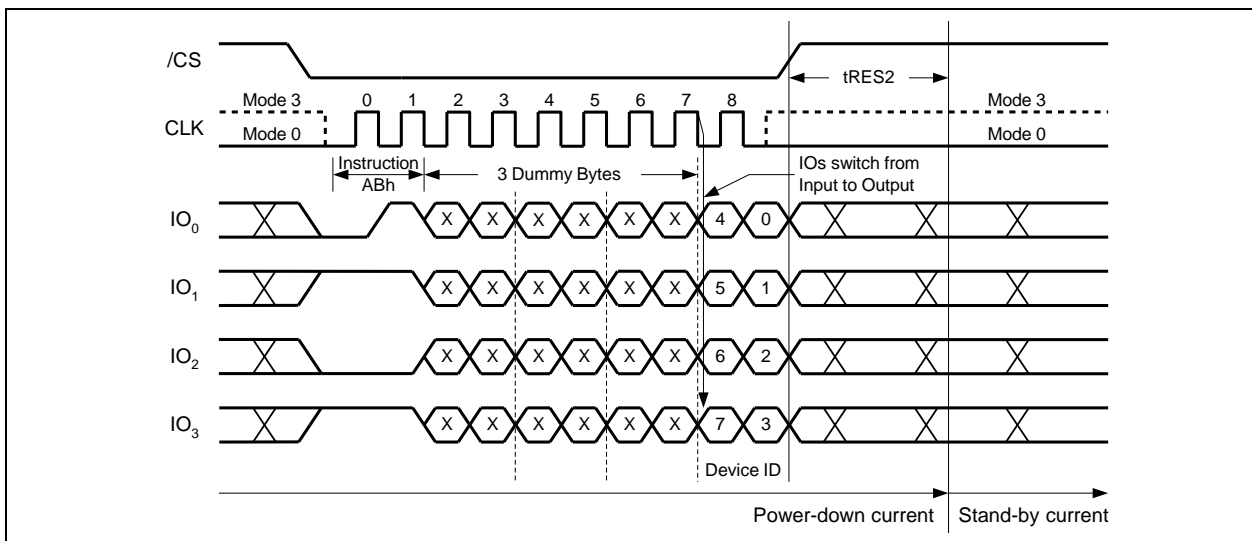 /CS
tRES2
0 1 2 3 4 5 6 7 8
Mode 3
Mode 3
CLK
Mode 0
Mode 0
Instruction
ABh
3 Dummy Bytes
IOs switch from
Input to Output
IO0 X X X X X X 4 0
IO1 X X X X X X 5 1
IO2 X X X X X X 6 2
IO3 X X X X X X 7 3
Device ID
Power-down current
Stand-by current